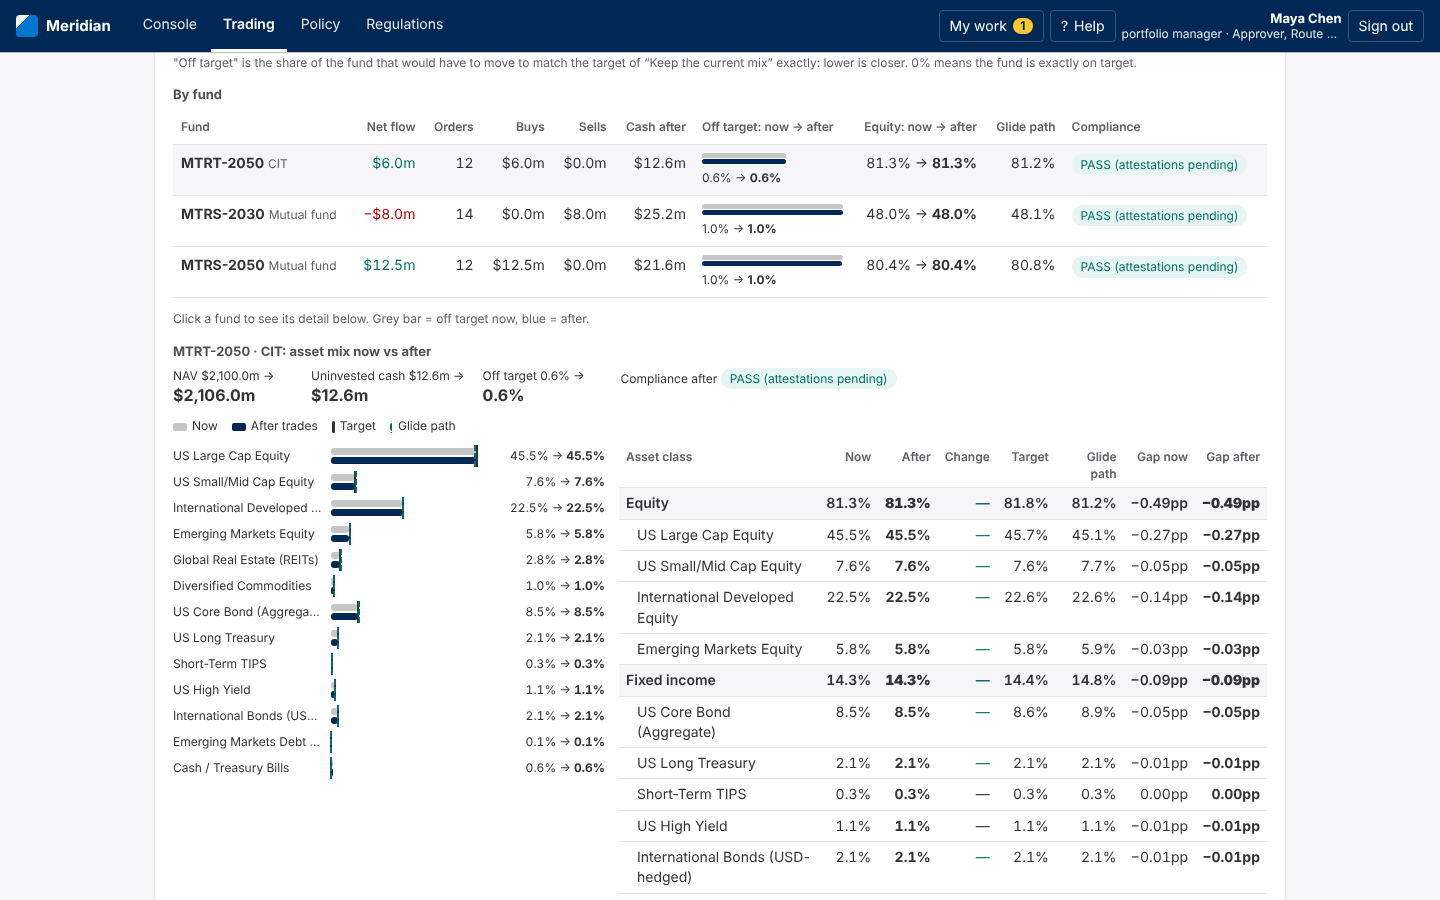 Meridian
Console
Trading
Policy
Regulations
My work 1
? Help
Maya Chen
portfolio manager · Approver, Route ...
Sign out
"Off target" is the share of the fund that would have to move to match the target of “Keep the current mix” exactly: lower is closer. 0% means the fund is exactly on target.
By fund
Fund Net flow Orders Buys Sells Cash after Off target: now → after Equity: now → after Glide path Compliance
MTRT-2050 CIT $6.0m 12 $6.0m $0.0m $12.6m 81.3% → 81.3% 81.2% PASS (attestations pending)
0.6% → 0.6%
MTRS-2030 Mutual fund −$8.0m 14 $0.0m $8.0m $25.2m 48.0% → 48.0% 48.1% PASS (attestations pending)
1.0% → 1.0%
MTRS-2050 Mutual fund $12.5m 12 $12.5m $0.0m $21.6m 80.4% → 80.4% 80.8% PASS (attestations pending)
1.0% → 1.0%
Click a fund to see its detail below. Grey bar = off target now, blue = after.
MTRT-2050 · CIT: asset mix now vs after
NAV $2,100.0m → Uninvested cash $12.6m → Off target 0.6% → Compliance after PASS (attestations pending)
$2,106.0m $12.6m 0.6%
Now After trades Target Glide path
US Large Cap Equity 45.5% → 45.5%
US Small/Mid Cap Equity 7.6% → 7.6%
International Developed ... 22.5% → 22.5%
Emerging Markets Equity 5.8% → 5.8%
Global Real Estate (REITs) 2.8% → 2.8%
Diversified Commodities 1.0% → 1.0%
US Core Bond (Aggrega... 8.5% → 8.5%
US Long Treasury 2.1% → 2.1%
Short-Term TIPS 0.3% → 0.3%
US High Yield 1.1% → 1.1%
International Bonds (US... 2.1% → 2.1%
Emerging Markets Debt ... 0.1% → 0.1%
Cash / Treasury Bills 0.6% → 0.6%
Asset class Now After Change Target Glide path Gap now Gap after
Equity 81.3% 81.3% — 81.8% 81.2% −0.49pp −0.49pp
US Large Cap Equity 45.5% 45.5% — 45.7% 45.1% −0.27pp −0.27pp
US Small/Mid Cap Equity 7.6% 7.6% — 7.6% 7.7% −0.05pp −0.05pp
International Developed Equity 22.5% 22.5% — 22.6% 22.6% −0.14pp −0.14pp
Emerging Markets Equity 5.8% 5.8% — 5.8% 5.9% −0.03pp −0.03pp
Fixed income 14.3% 14.3% — 14.4% 14.8% −0.09pp −0.09pp
US Core Bond (Aggregate) 8.5% 8.5% — 8.6% 8.9% −0.05pp −0.05pp
US Long Treasury 2.1% 2.1% — 2.1% 2.1% −0.01pp −0.01pp
Short-Term TIPS 0.3% 0.3% — 0.3% 0.3% 0.00pp 0.00pp
US High Yield 1.1% 1.1% — 1.1% 1.1% −0.01pp −0.01pp
International Bonds (USD-hedged) 2.1% 2.1% — 2.1% 2.1% −0.01pp −0.01pp